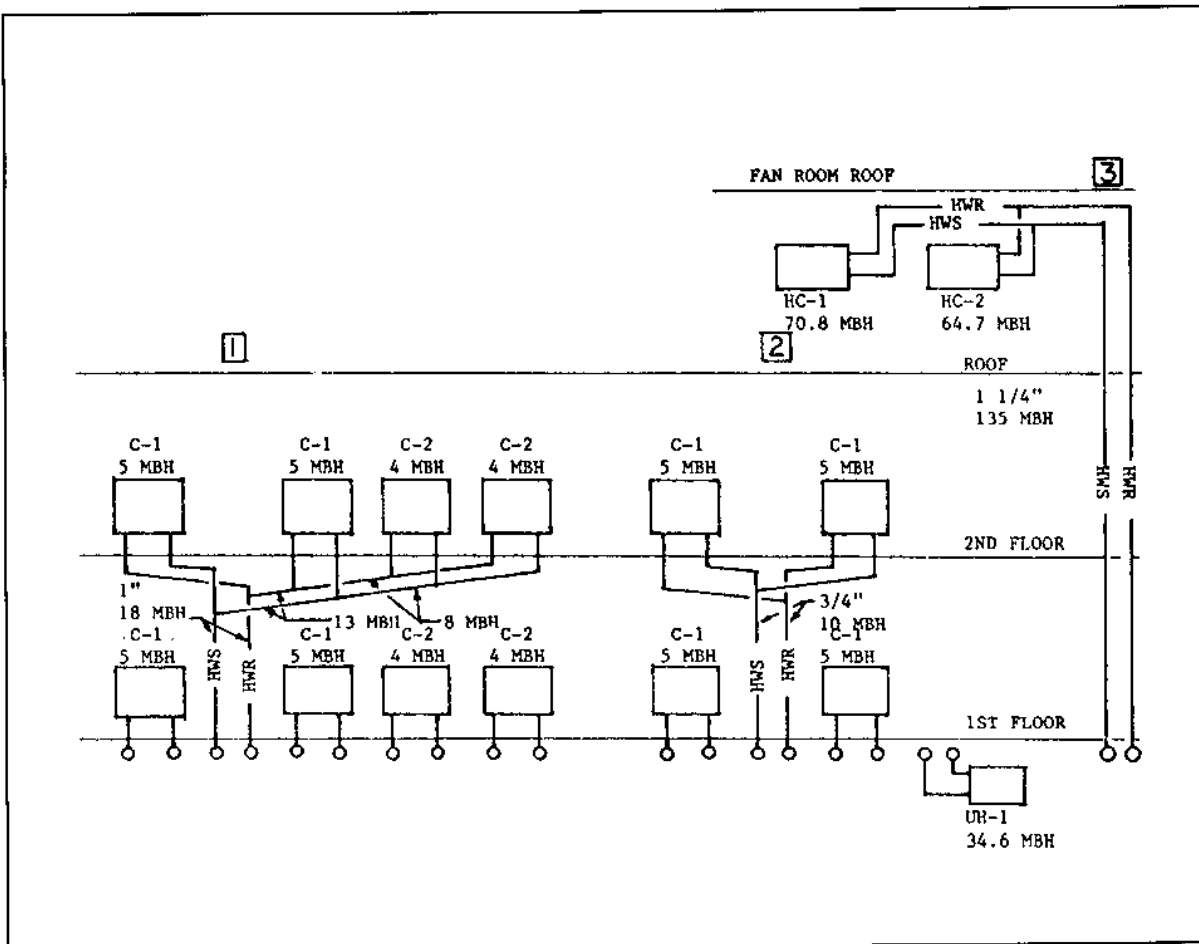 FAN ROOM ROOF
3
HWR
HWS
HC-1
70.8 MBH
HC-2
64.7 MBH
1
2
ROOF
1 1/4"
135 MBH
HWS
HWR
C-1
5 MBH
C-1
5 MBH
C-2
4 MBH
C-2
4 MBH
C-1
5 MBH
C-1
5 MBH
2ND FLOOR
1"
18 MBH
13 MBH
8 MBH
3/4"
10 MBH
C-1
5 MBH
HWS
HWR
C-1
5 MBH
C-2
4 MBH
C-2
4 MBH
C-1
5 MBH
HWS
HWR
C-1
5 MBH
1ST FLOOR
UH-1
34.6 MBH